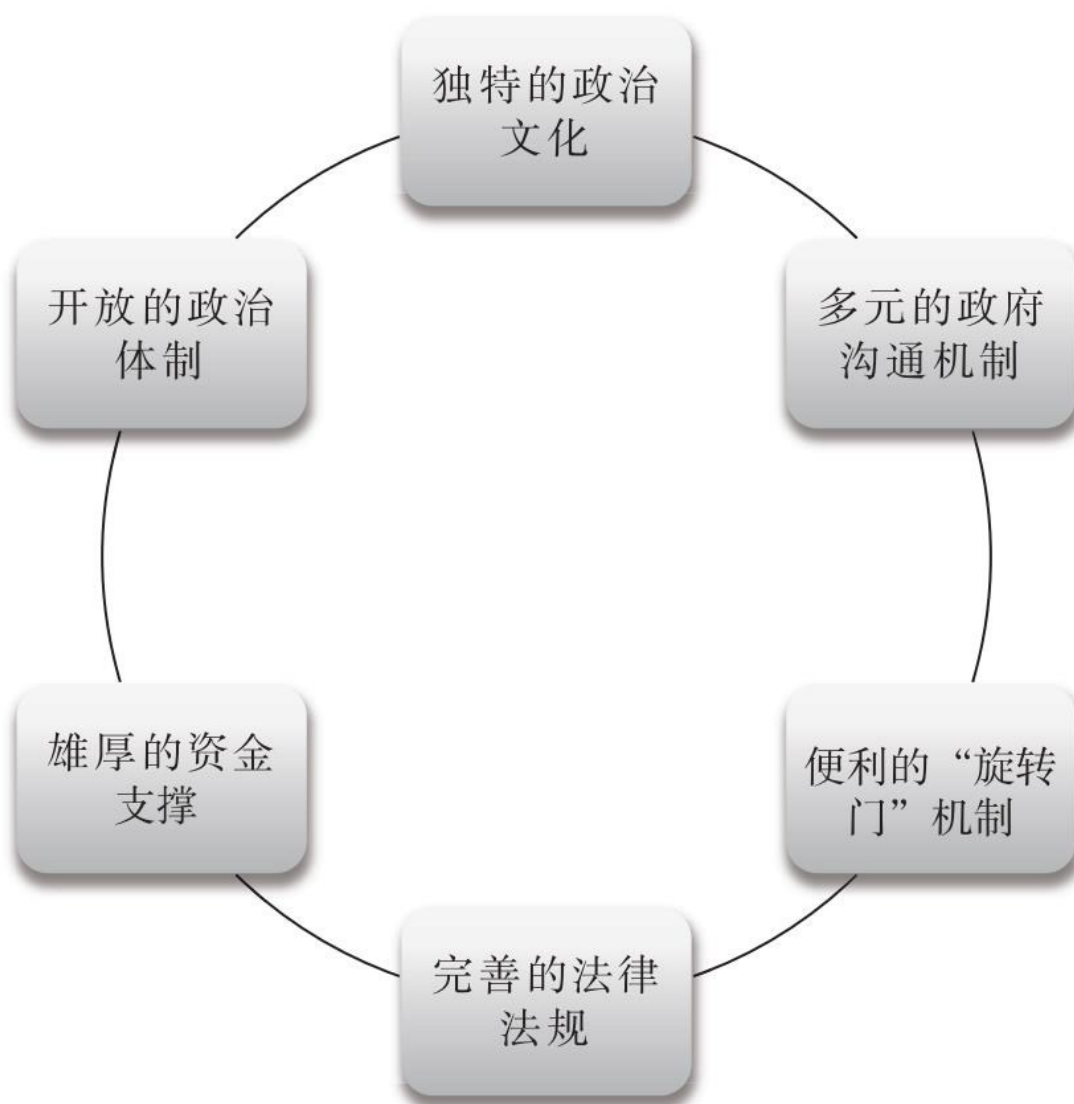 独特的政治
文化
多元的政府
沟通机制
便利的“旋转
门”机制
完善的法律
法规
雄厚的资金
支撑
开放的政治
体制